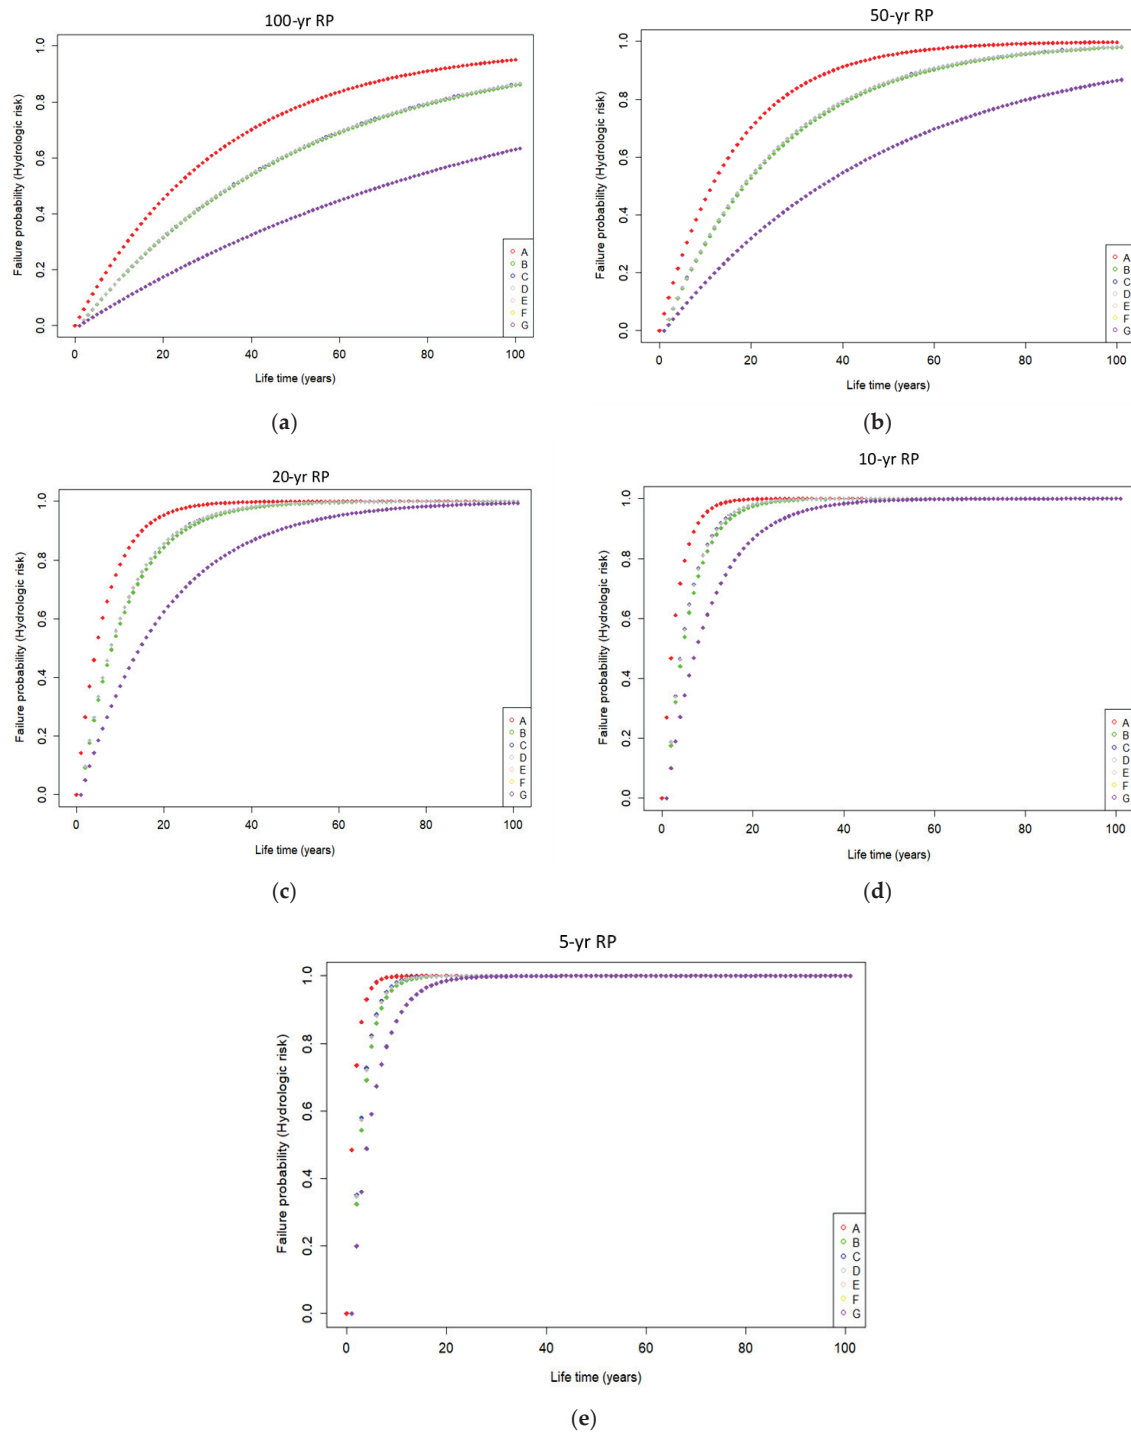 100-yr RP
Failure probability (Hydrologic risk)
1.0
0.8
0.6
0.4
0.2
0.0
A
B
C
D
E
F
G
0 20 40 60 80 100
Life time (years)
(a)
50-yr RP
Failure probability (Hydrologic risk)
1.0
0.8
0.6
0.4
0.2
0.0
A
B
C
D
E
F
G
0 20 40 60 80 100
Life time (years)
(b)
20-yr RP
Failure probability (Hydrologic risk)
1.0
0.8
0.6
0.4
0.2
0.0
A
B
C
D
E
F
G
0 20 40 60 80 100
Life time (years)
(c)
10-yr RP
Failure probability (Hydrologic risk)
1.0
0.8
0.6
0.4
0.2
0.0
A
B
C
D
E
F
G
0 20 40 60 80 100
Life time (years)
(d)
5-yr RP
Failure probability (Hydrologic risk)
1.0
0.8
0.6
0.4
0.2
0.0
A
B
C
D
E
F
G
0 20 40 60 80 100
Life time (years)
(e)